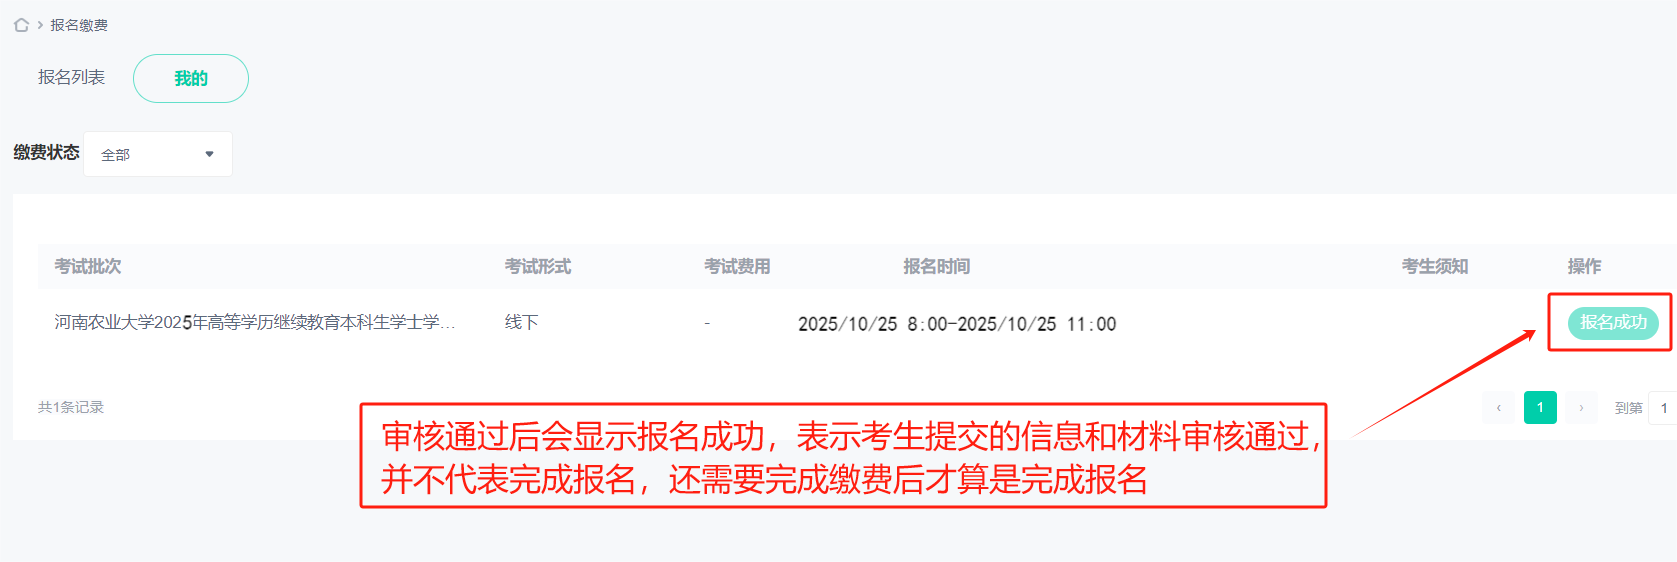 报名缴费
报名列表 我的
缴费状态 全部
考试批次 考试形式 考试费用 报名时间 考生须知 操作
河南农业大学2025年高等学历继续教育本科生学士学... 线下 - 2025/10/25 8:00-2025/10/25 11:00 报名成功
共1条记录 ‹ 1 › 到第 1
审核通过后会显示报名成功，表示考生提交的信息和材料审核通过，
并不代表完成报名，还需要完成缴费后才算是完成报名